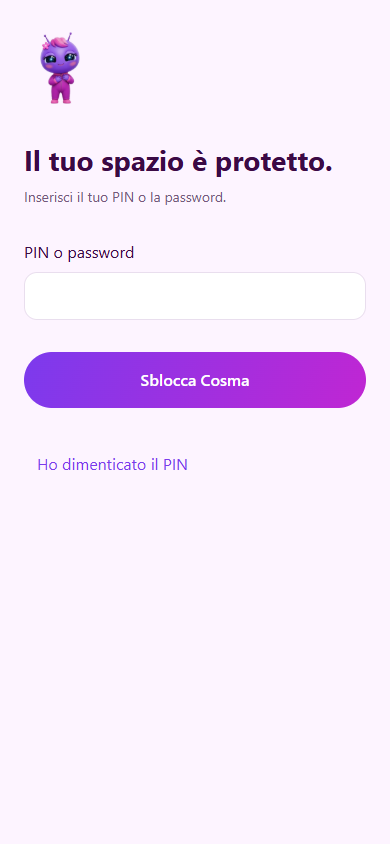 Il tuo spazio è protetto.
Inserisci il tuo PIN o la password.
PIN o password
Sblocca Cosma
Ho dimenticato il PIN